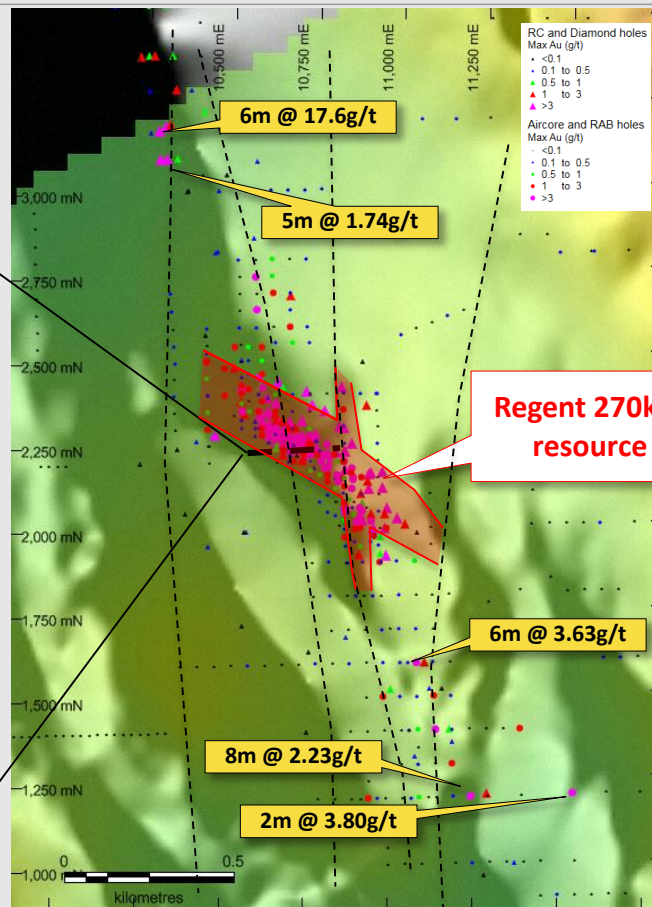 10,500 mE
10,750 mE
11,000 mE
11,250 mE
RC and Diamond holes
Max Au (g/t)
<0.1
0.1 to 0.5
0.5 to 1
1 to 3
>3
Aircore and RAB holes
Max Au (g/t)
<0.1
0.1 to 0.5
0.5 to 1
1 to 3
>3
6m @ 17.6g/t
3,000 mN
5m @ 1.74g/t
2,750 mN
2,500 mN
Regent 270k
resource
2,250 mN
2,000 mN
1,750 mN
6m @ 3.63g/t
1,500 mN
8m @ 2.23g/t
1,250 mN
2m @ 3.80g/t
0 0.5
1,000 mN
kilometres